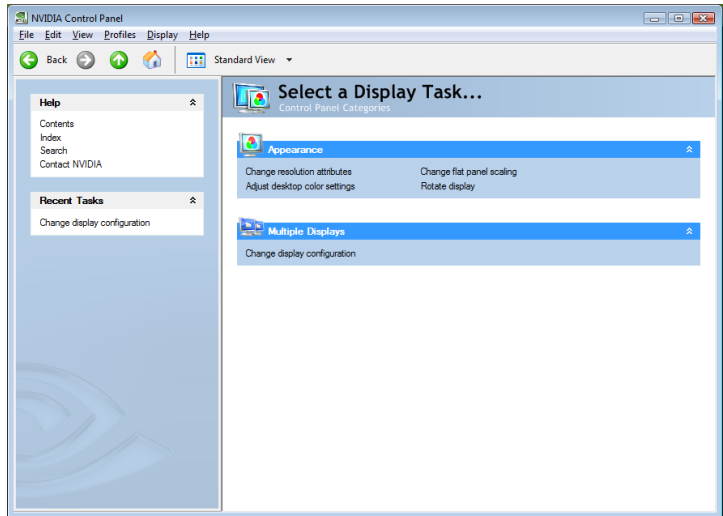 NVIDIA Control Panel
File Edit View Profiles Display Help
Back Standard View
Help
Contents
Index
Search
Contact NVIDIA
Recent Tasks
Change display configuration
Select a Display Task...
Control Panel Categories
Appearance
Change resolution attributes Change flat panel scaling
Adjust desktop color settings Rotate display
Multiple Displays
Change display configuration